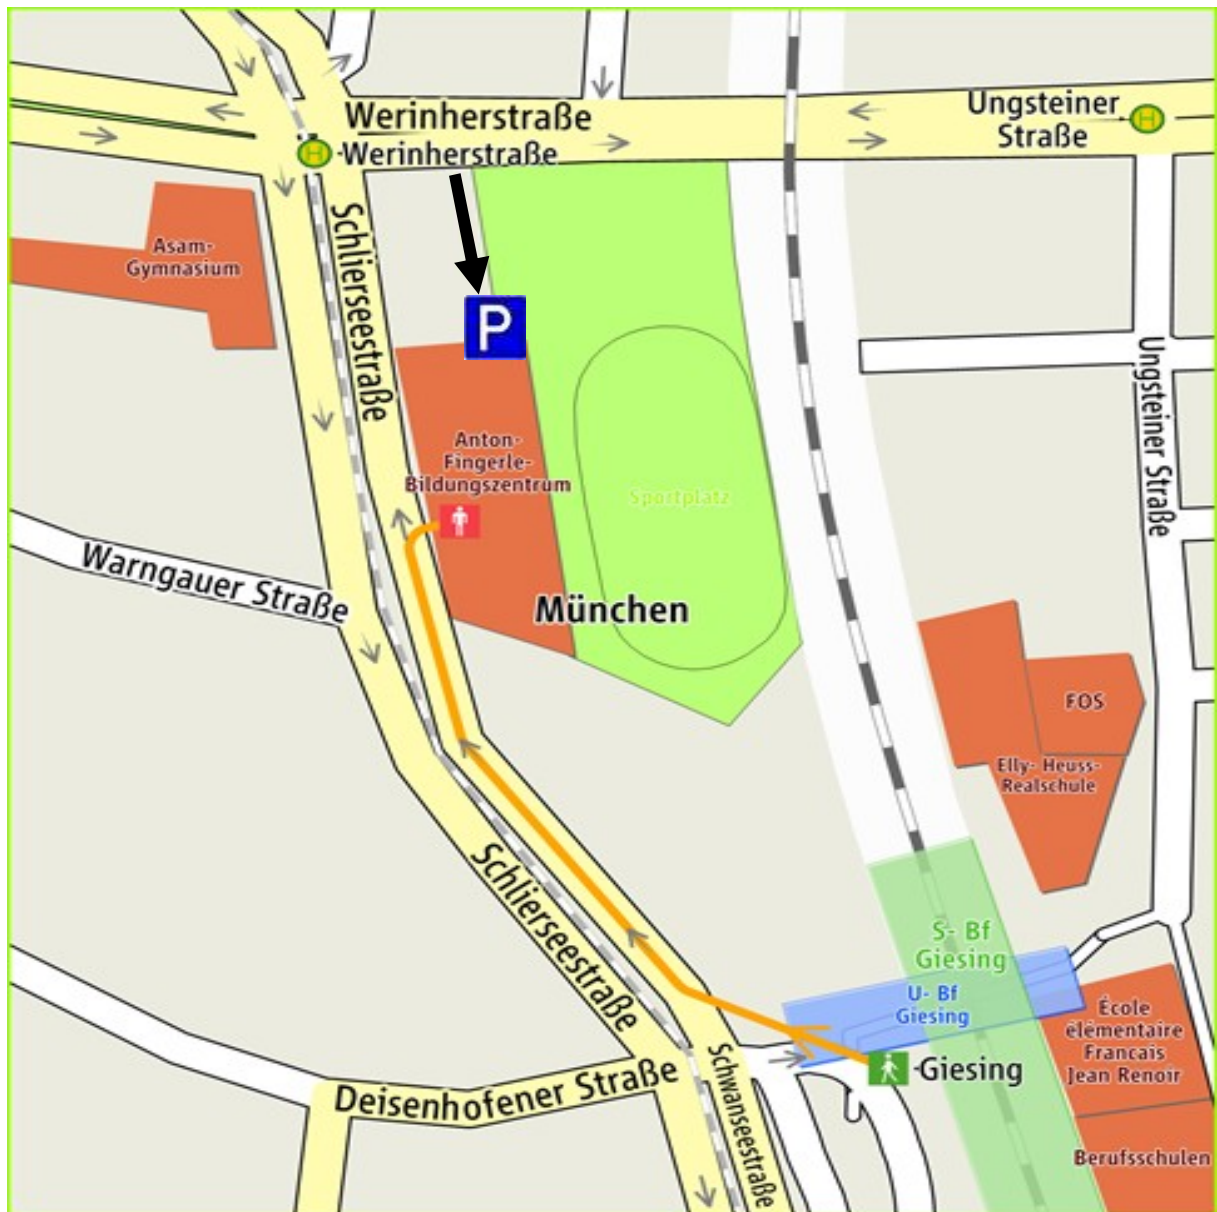 Werinherstraße
H
-Werinherstraße
Ungsteiner
Straße
H
Asam-
Gymnasium
Schlierseestraße
P
Ungsteiner Straße
Anton-
Fingerle-
Bildungszentrum
Sportplatz
Warngauer Straße
München
FOS
Elly- Heuss-
Realschule
Schlierseestraße
S- Bf
Giesing
U- Bf
Giesing
École
élémentaire
Francais
Jean Renoir
-Giesing
Deisenhofener Straße
Schwanseestraße
Berufsschulen